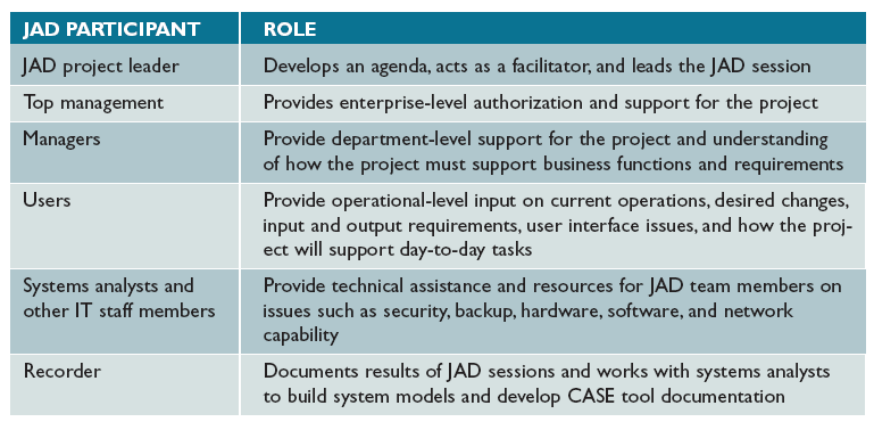 JAD PARTICIPANT ROLE
JAD project leader Develops an agenda, acts as a facilitator, and leads the JAD session
Top management Provides enterprise-level authorization and support for the project
Managers Provide department-level support for the project and understanding
of how the project must support business functions and requirements
Users Provide operational-level input on current operations, desired changes,
input and output requirements, user interface issues, and how the proj-
ect will support day-to-day tasks
Systems analysts and Provide technical assistance and resources for JAD team members on
other IT staff members issues such as security, backup, hardware, software, and network
capability
Recorder Documents results of JAD sessions and works with systems analysts
to build system models and develop CASE tool documentation